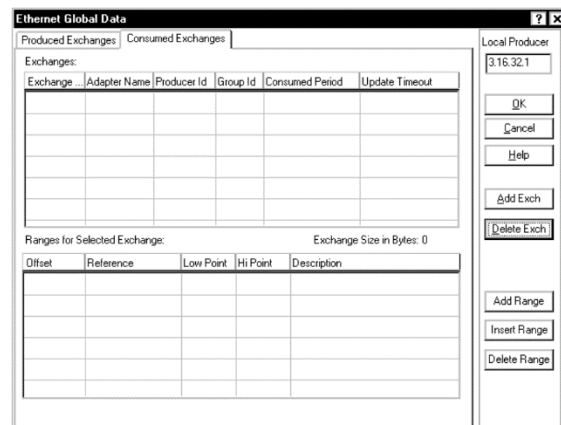 Ethernet Global Data
Produced Exchanges Consumed Exchanges
Local Producer
3.16.32.1
Exchanges:
Exchange ... Adapter Name Producer Id Group Id Consumed Period Update Timeout
OK
Cancel
Help
Add Exch
Delete Exch
Ranges for Selected Exchange: Exchange Size in Bytes: 0
Offset Reference Low Point Hi Point Description
Add Range
Insert Range
Delete Range